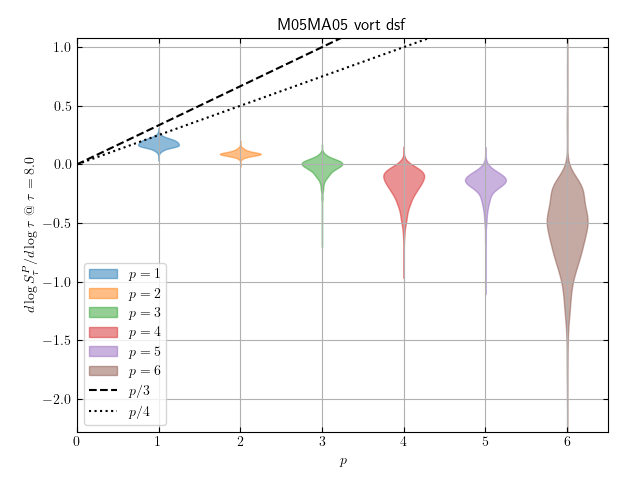 M05MA05 vort dsf
d log S_τ^P / d log τ @ τ = 8.0
1.0
0.5
0.0
−0.5
−1.0
−1.5
−2.0
p = 1
p = 2
p = 3
p = 4
p = 5
p = 6
p/3
p/4
0 1 2 3 4 5 6
p